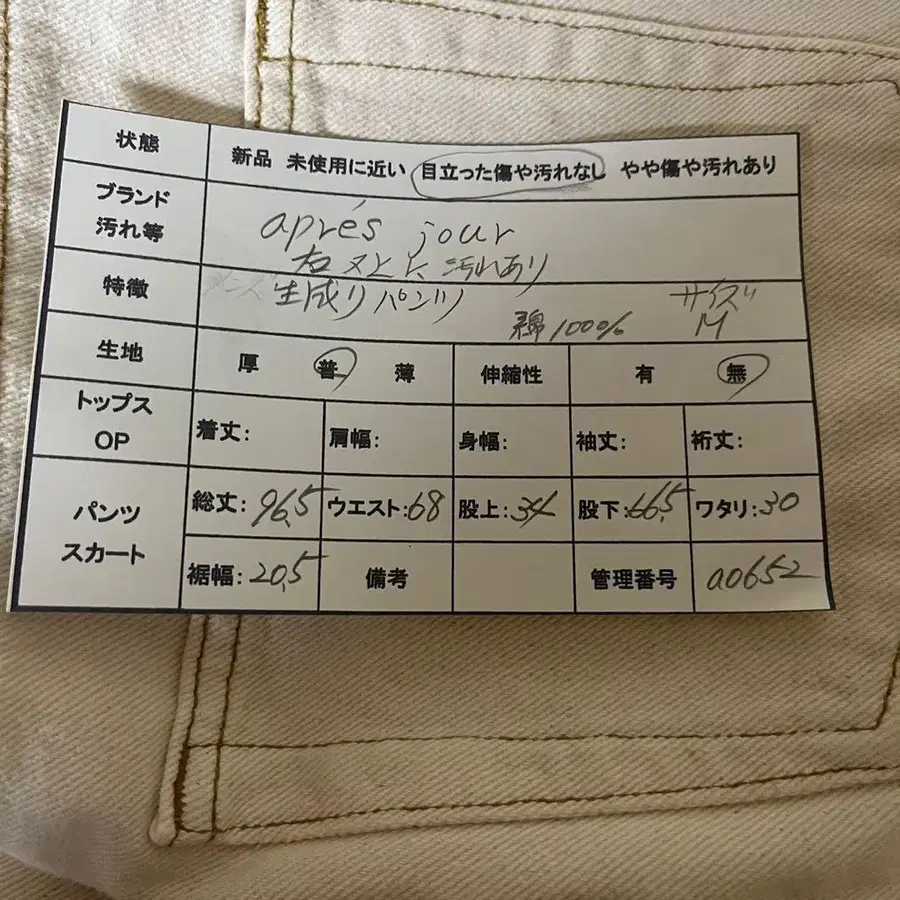 状態 新品 未使用に近い 目立った傷や汚れなし やや傷や汚れあり
ブランド
汚れ等
aprés jour
汚れあり
特徴 生成り パンツ 綿100% サイズ M
生地 厚 普 薄 伸縮性 有 無
トップス
OP
着丈: 肩幅: 身幅: 袖丈: 裄丈:
パンツ
スカート
総丈: 96,5 ウエスト: 68 股上: 34 股下: 66,5 ワタリ: 30
裾幅: 20,5 備考 管理番号 a0652